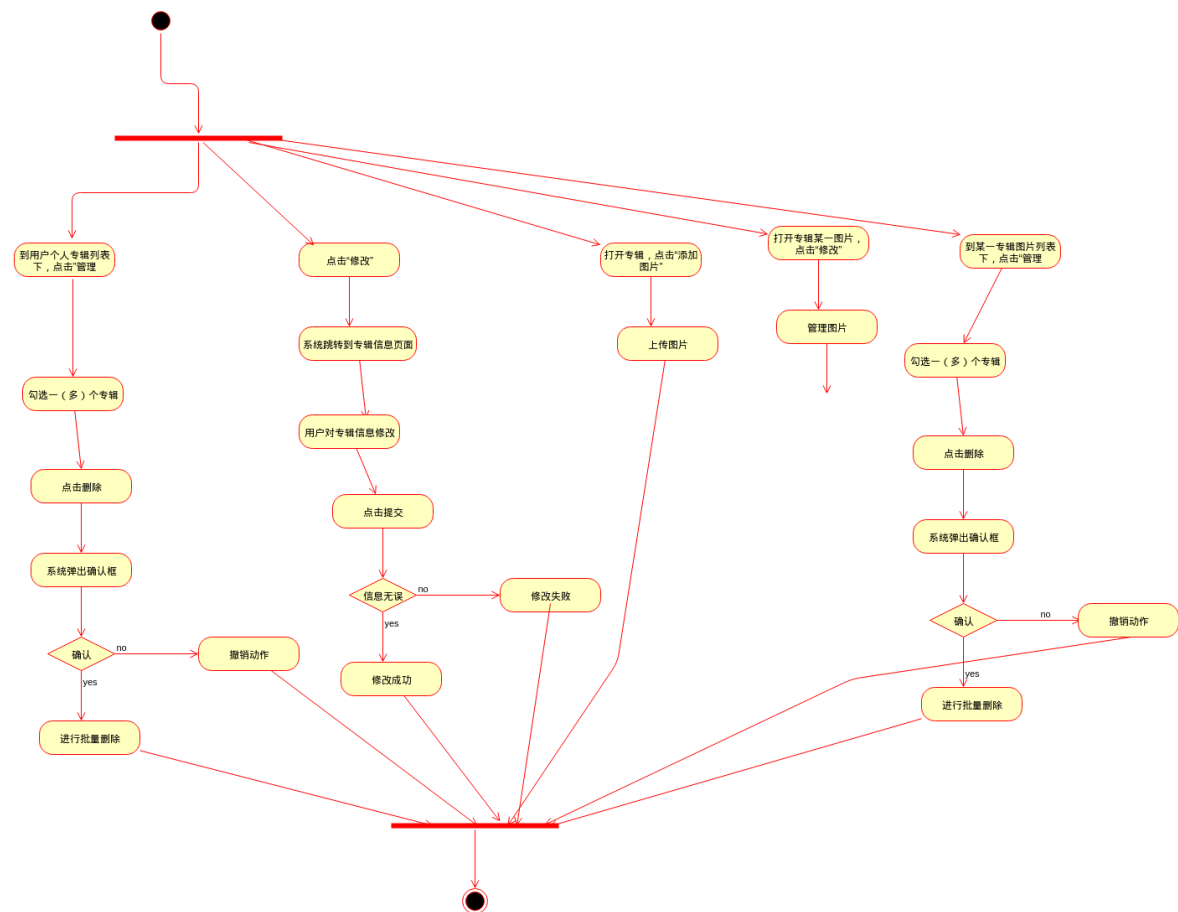 到用户个人专辑列表
下，点击"管理
勾选一（多）个专辑
点击删除
系统弹出确认框
确认
no
撤销动作
yes
进行批量删除
点击“修改”
系统跳转到专辑信息页面
用户对专辑信息修改
点击提交
信息无误
no
修改失败
yes
修改成功
打开专辑，点击“添加
图片”
上传图片
打开专辑某一图片，
点击“修改”
管理图片
到某一专辑图片列表
下，点击“管理
勾选一（多）个专辑
点击删除
系统弹出确认框
确认
no
撤销动作
yes
进行批量删除